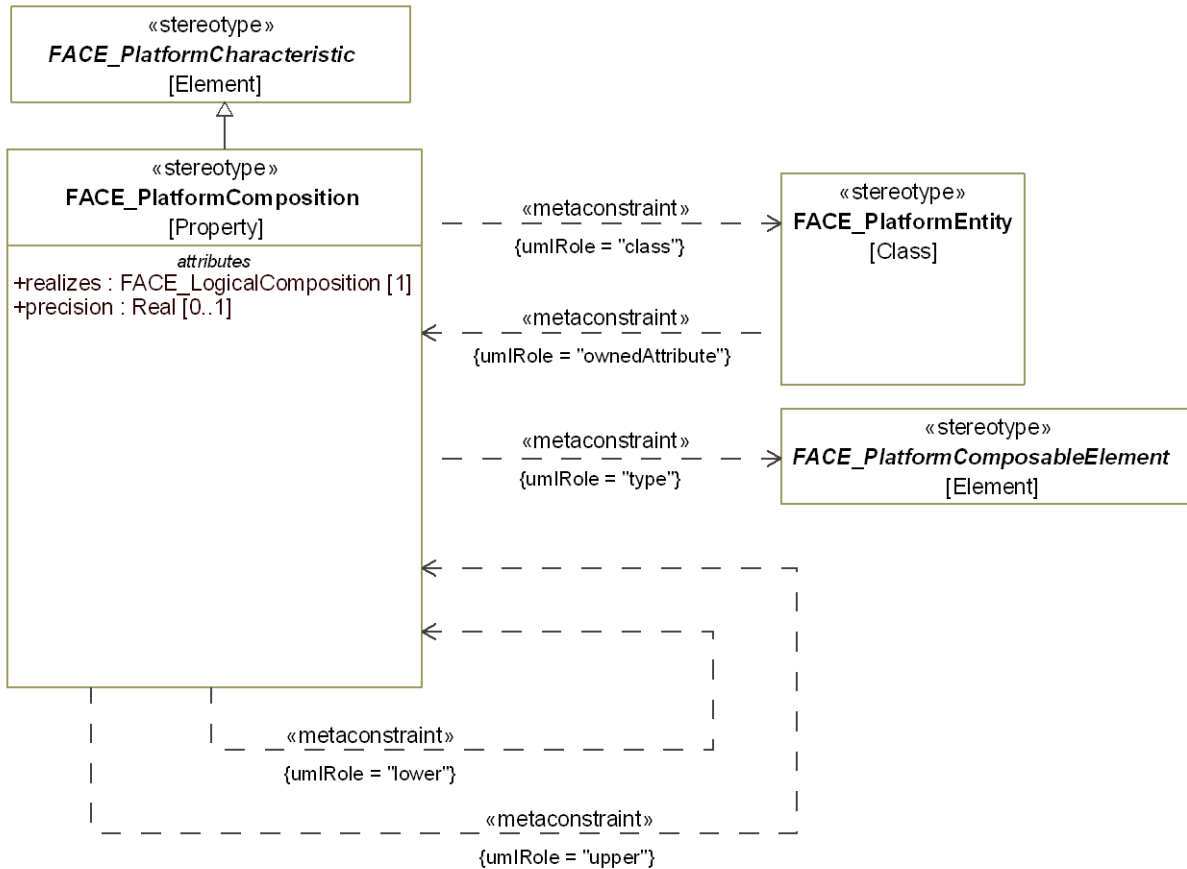 «stereotype»
FACE_PlatformCharacteristic
[Element]
«stereotype»
FACE_PlatformComposition
[Property]
attributes
+realizes : FACE_LogicalComposition [1]
+precision : Real [0..1]
«metaconstraint»
{umlRole = "class"}
«stereotype»
FACE_PlatformEntity
[Class]
«metaconstraint»
{umlRole = "ownedAttribute"}
«metaconstraint»
{umlRole = "type"}
«stereotype»
FACE_PlatformComposableElement
[Element]
«metaconstraint»
{umlRole = "lower"}
«metaconstraint»
{umlRole = "upper"}